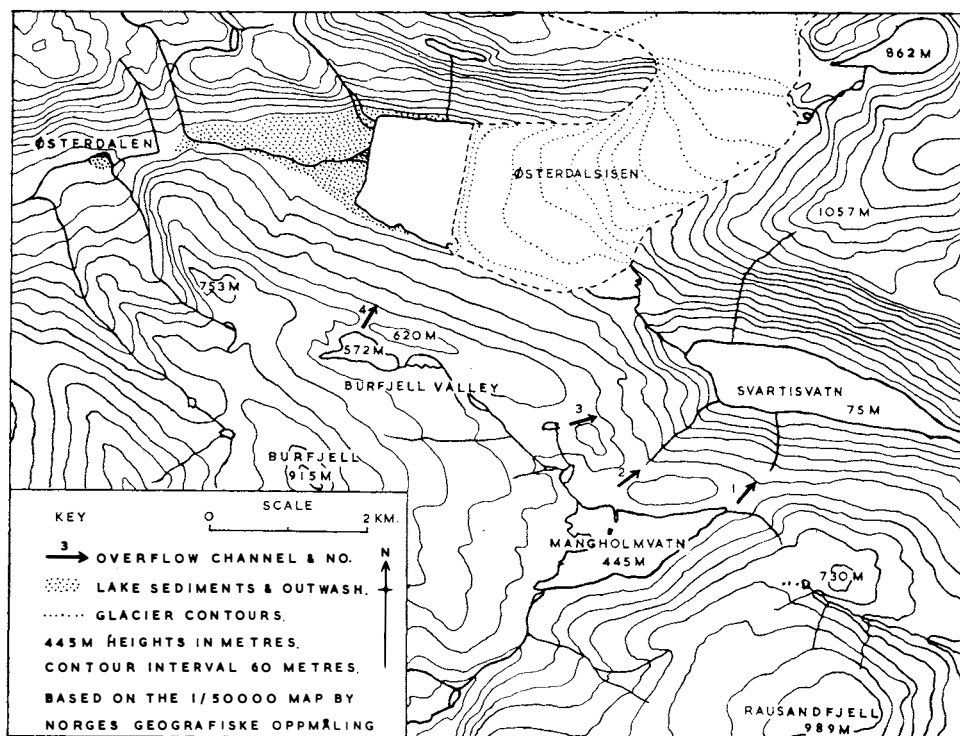 862M
ØSTERDALEN
ØSTERDALSISEN
1057M
753M
4
620M
572M
BURFJELL VALLEY
SVARTISVATN
75M
3
BURFJELL
915M
2
1
MANGHOLMVATN
445M
730M
RAUSANDFJELL
989M
KEY
SCALE
0 2 KM.
3
OVERFLOW CHANNEL & NO.
N
LAKE SEDIMENTS & OUTWASH.
GLACIER CONTOURS.
445M HEIGHTS IN METRES.
CONTOUR INTERVAL 60 METRES.
BASED ON THE 1/50000 MAP BY
NORGES GEOGRAFISKE OPPMÅLING